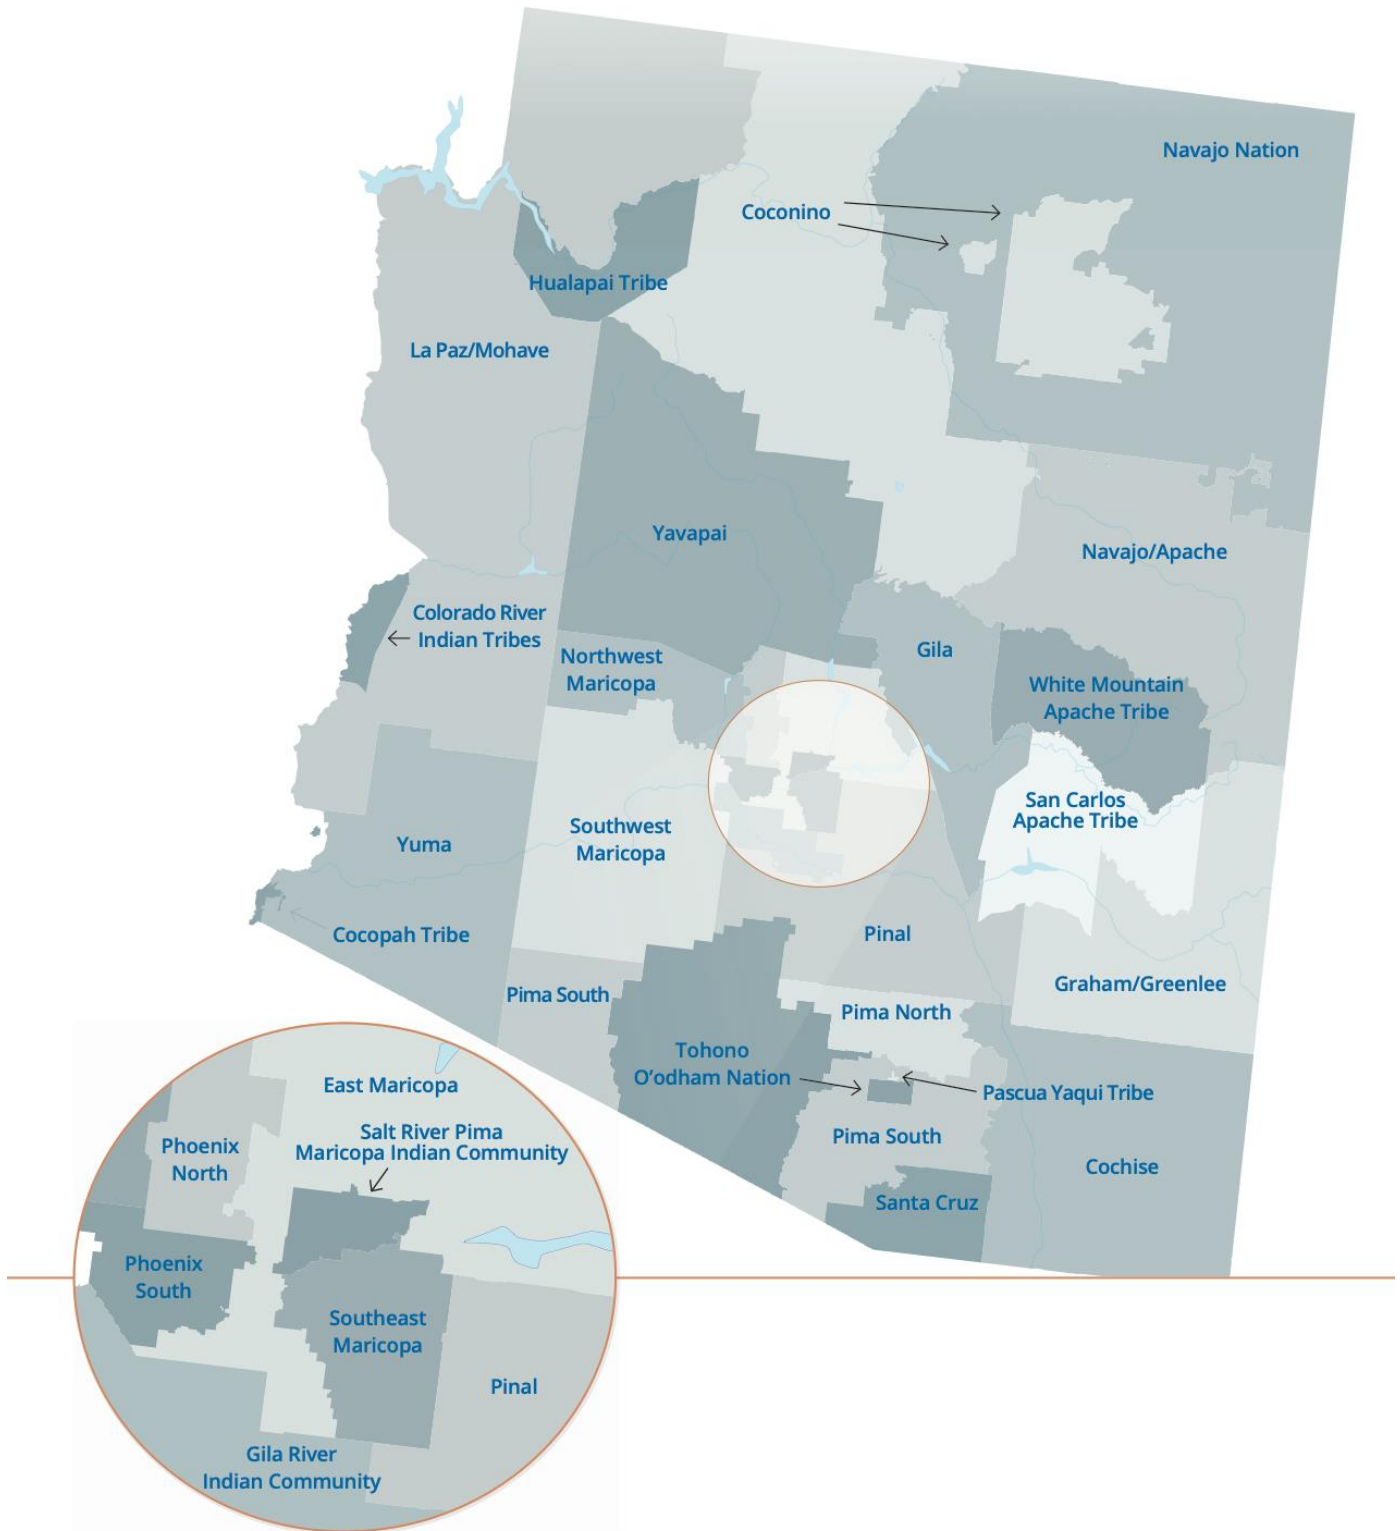 Navajo Nation
Coconino
Hualapai Tribe
La Paz/Mohave
Yavapai
Navajo/Apache
Colorado River
Indian Tribes
Gila
Northwest
Maricopa
White Mountain
Apache Tribe
San Carlos
Apache Tribe
Southwest
Maricopa
Yuma
Cocopah Tribe
Pinal
Graham/Greenlee
Pima South
Pima North
Tohono
O'odham Nation
Pascua Yaqui Tribe
Pima South
Cochise
Santa Cruz
East Maricopa
Salt River Pima
Maricopa Indian Community
Phoenix
North
Phoenix
South
Southeast
Maricopa
Pinal
Gila River
Indian Community